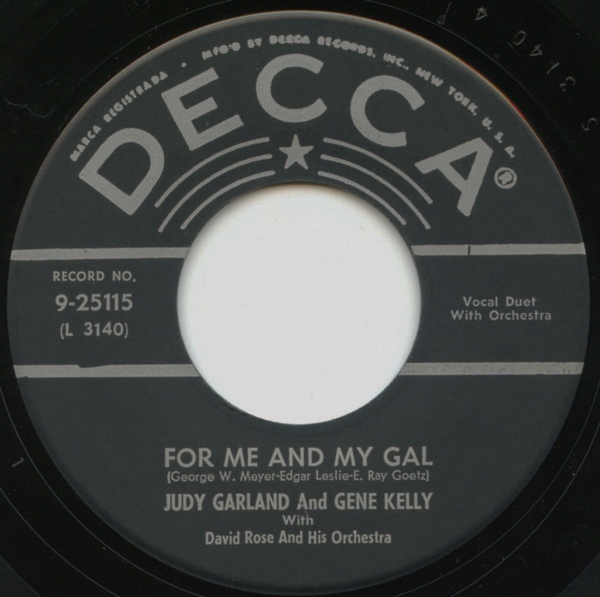 MARCA REGISTRADA • MF'G'D BY DECCA RECORDS, INC., NEW YORK, U. S. A.
DECCA
®
RECORD NO.
9-25115
(L 3140)
Vocal Duet
With Orchestra
FOR ME AND MY GAL
(George W. Meyer-Edgar Leslie-E. Ray Goetz)
JUDY GARLAND And GENE KELLY
With
David Rose And His Orchestra